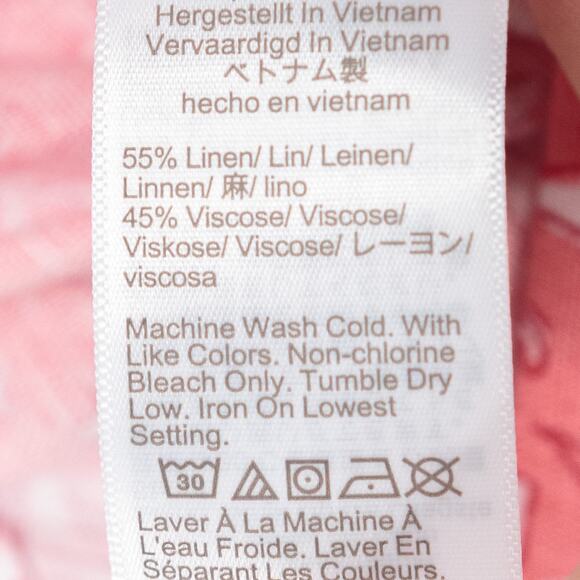 Hergestellt In Vietnam
Vervaardigd In Vietnam
ベトナム製
hecho en vietnam
55% Linen/ Lin/ Leinen/
Linnen/ 麻/ lino
45% Viscose/ Viscose/
Viskose/ Viscose/ レーヨン/
viscosa
Machine Wash Cold. With
Like Colors. Non-chlorine
Bleach Only. Tumble Dry
Low. Iron On Lowest
Setting.
30
Laver À La Machine À
L'eau Froide. Laver En
Séparant Les Couleurs.